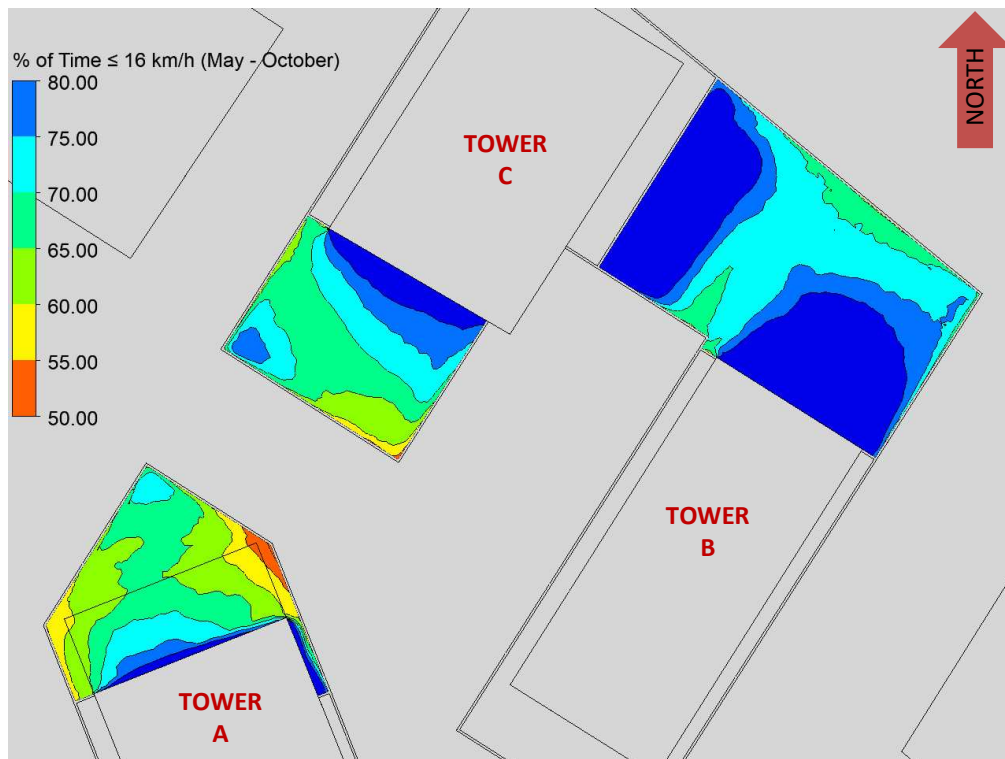 % of Time ≤ 16 km/h (May - October)
80.00
75.00
70.00
65.00
60.00
55.00
50.00
NORTH
TOWER
C
TOWER
B
TOWER
A